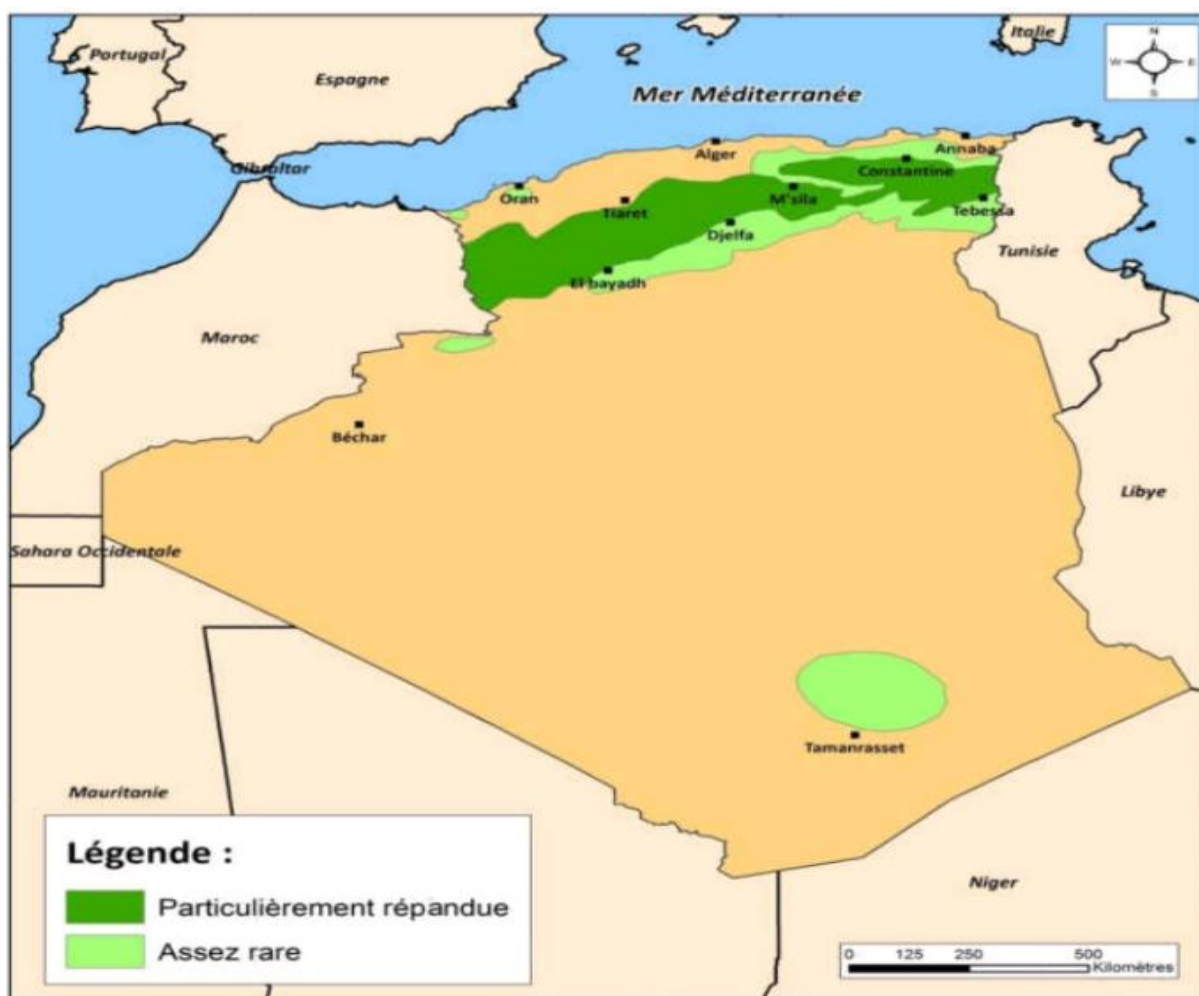 Portugal
Espagne
Italie
N
W E
S
Mer Méditerranée
Gibraltar
Alger
Annaba
Constantine
Oran
Tiaret
M'sila
Tebessa
Djelfa
El bayadh
Tunisie
Maroc
Béchar
Libye
Sahara Occidentale
Tamanrasset
Mauritanie
Niger
Légende :
Particulièrement répandue
Assez rare
0 125 250 500
Kilomètres